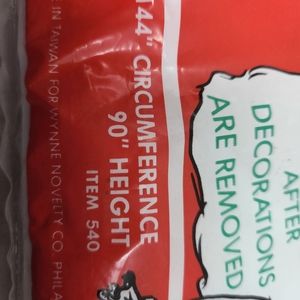 144" CIRCUMFERENCE
90" HEIGHT
ITEM 540
IN TAIWAN FOR WYNNE NOVELTY CO. PHILA
AFTER
DECORATIONS
ARE REMOVED